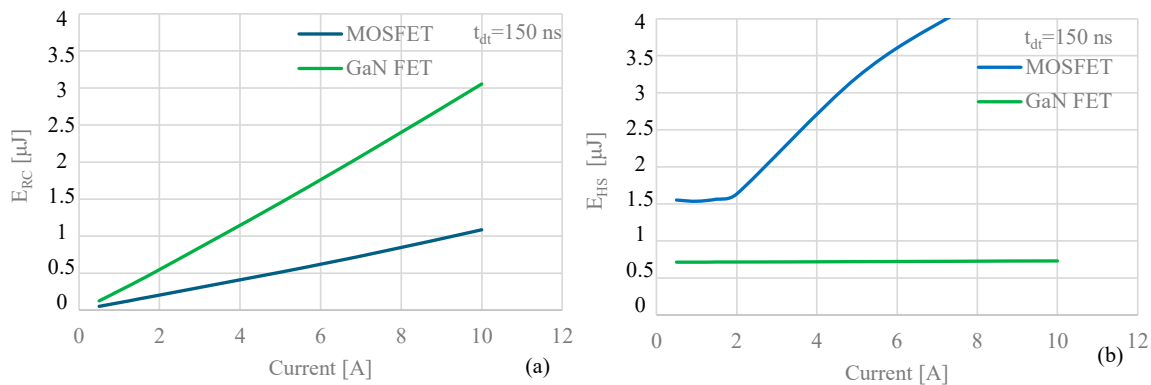 4
3.5
3
2.5
2
1.5
1
0.5
0
E_RC [μJ]
MOSFET
t_dt=150 ns
GaN FET
0 2 4 6 8 10 12
Current [A]
(a)
4
3.5
3
2.5
2
1.5
1
0.5
0
E_HS [μJ]
t_dt=150 ns
MOSFET
GaN FET
0 2 4 6 8 10 12
Current [A]
(b)